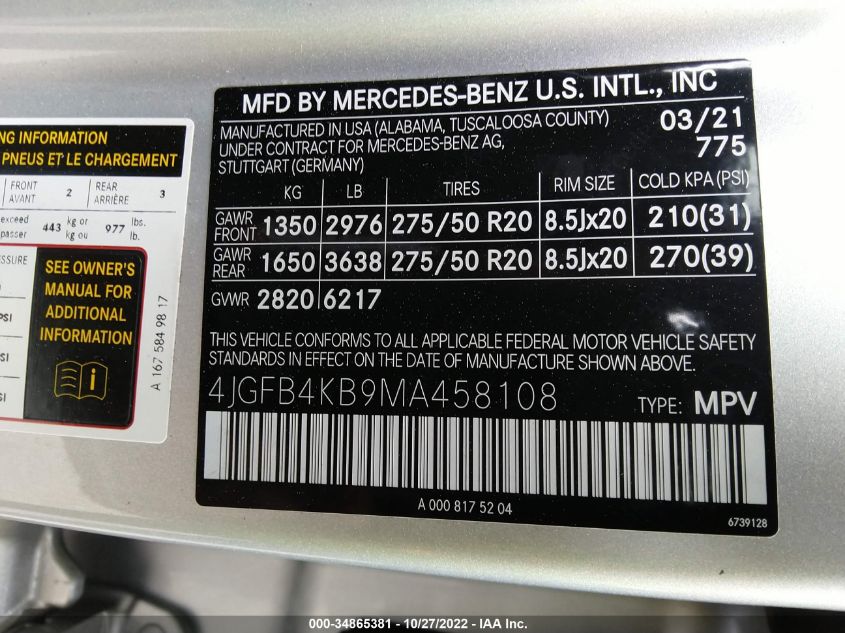 NG INFORMATION
PNEUS ET LE CHARGEMENT
FRONT 2 REAR 3
AVANT ARRIÈRE
exceed 443 kg or 977 lbs.
passer kg ou lb.
SEE OWNER'S
MANUAL FOR
ADDITIONAL
INFORMATION
i
A 167 584 98 17
MFD BY MERCEDES-BENZ U.S. INTL., INC
MANUFACTURED IN USA (ALABAMA, TUSCALOOSA COUNTY) 03/21
UNDER CONTRACT FOR MERCEDES-BENZ AG, 775
STUTTGART (GERMANY)
KG LB TIRES RIM SIZE COLD KPA (PSI)
GAWR FRONT 1350 2976 275/50 R20 8.5Jx20 210(31)
GAWR REAR 1650 3638 275/50 R20 8.5Jx20 270(39)
GVWR 2820 6217
THIS VEHICLE CONFORMS TO ALL APPLICABLE FEDERAL MOTOR VEHICLE SAFETY
STANDARDS IN EFFECT ON THE DATE OF MANUFACTURE SHOWN ABOVE.
4JGFB4KB9MA458108 TYPE: MPV
A 000 817 52 04
6739128
000-34865381 - 10/27/2022 - IAA Inc.